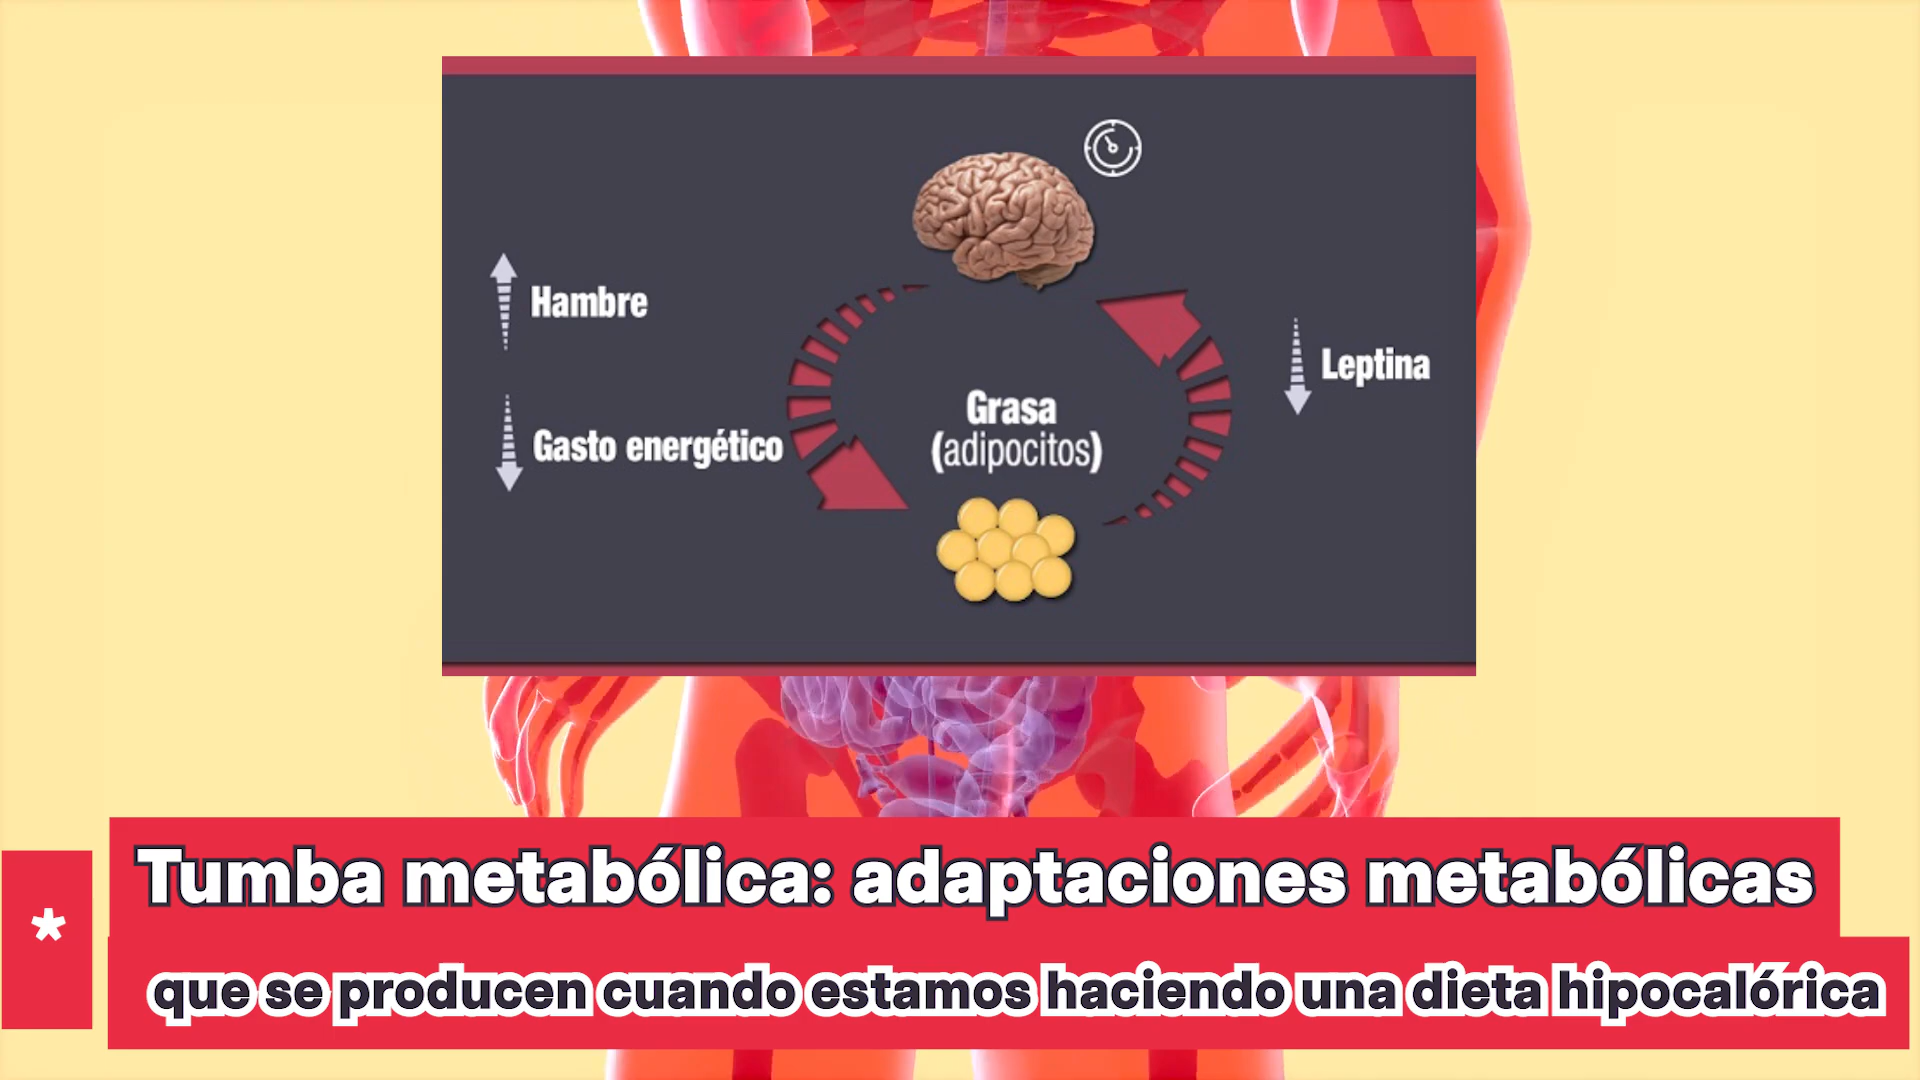 Hambre
Gasto energético
Grasa
(adipocitos)
Leptina
* Tumba metabólica: adaptaciones metabólicas
que se producen cuando estamos haciendo una dieta hipocalórica